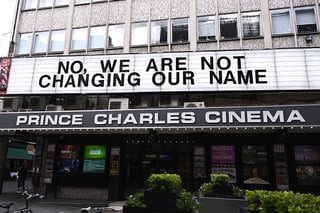 NO, WE ARE NOT
CHANGING OUR NAME
PRINCE CHARLES CINEMA